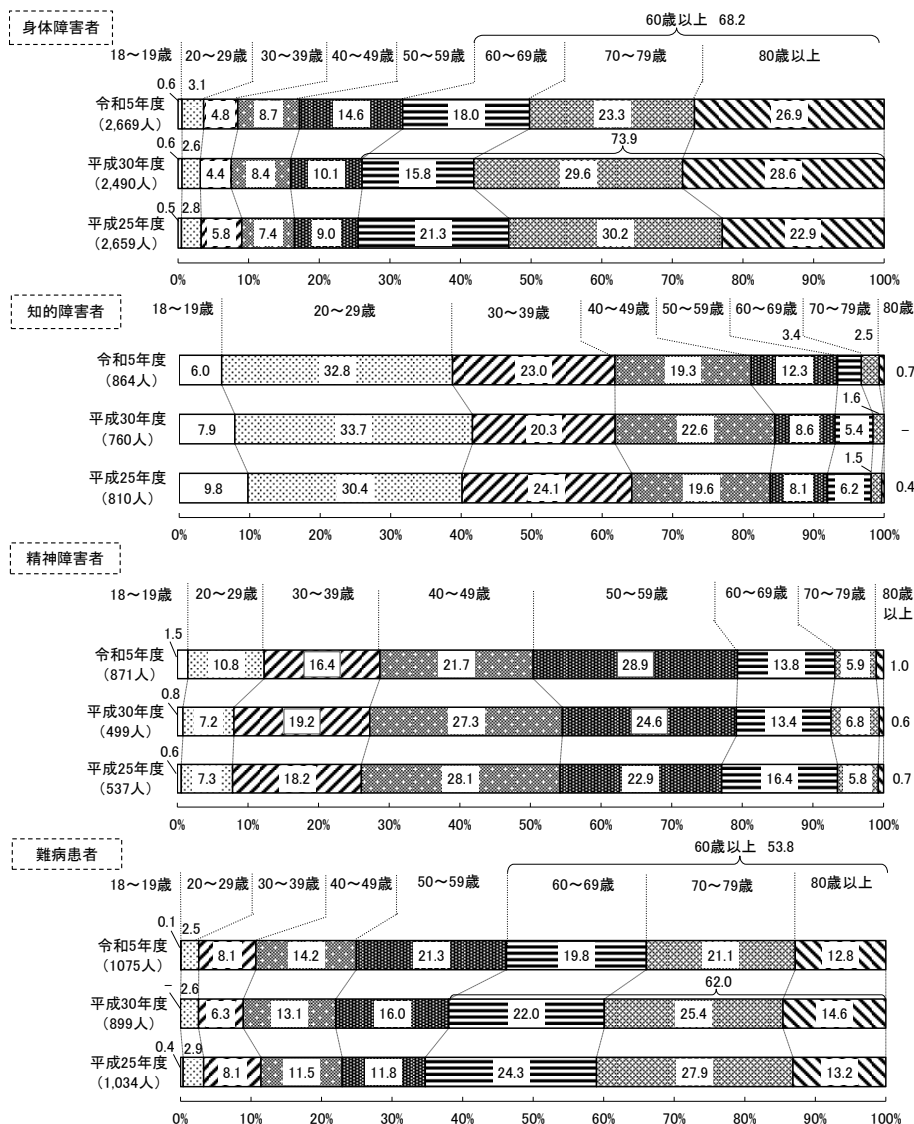 身体障害者
60歳以上 68.2
18～19歳 20～29歳 30～39歳 40～49歳 50～59歳 60～69歳 70～79歳 80歳以上
0.6 3.1
令和5年度
(2,669人)
4.8 8.7 14.6 18.0 23.3 26.9
73.9
0.6 2.6
平成30年度
(2,490人)
4.4 8.4 10.1 15.8 29.6 28.6
0.5 2.8
平成25年度
(2,659人)
5.8 7.4 9.0 21.3 30.2 22.9
0% 10% 20% 30% 40% 50% 60% 70% 80% 90% 100%
知的障害者
18～19歳 20～29歳 30～39歳 40～49歳 50～59歳 60～69歳 70～79歳 80歳
3.4 2.5
令和5年度
(864人)
6.0 32.8 23.0 19.3 12.3 0.7
1.6
平成30年度
(760人)
7.9 33.7 20.3 22.6 8.6 5.4 －
1.5
平成25年度
(810人)
9.8 30.4 24.1 19.6 8.1 6.2 0.4
0% 10% 20% 30% 40% 50% 60% 70% 80% 90% 100%
精神障害者
18～19歳 20～29歳 30～39歳 40～49歳 50～59歳 60～69歳 70～79歳 80歳
以上
1.5
令和5年度
(871人)
10.8 16.4 21.7 28.9 13.8 5.9 1.0
0.8
平成30年度
(499人)
7.2 19.2 27.3 24.6 13.4 6.8 0.6
0.6
平成25年度
(537人)
7.3 18.2 28.1 22.9 16.4 5.8 0.7
0% 10% 20% 30% 40% 50% 60% 70% 80% 90% 100%
難病患者
60歳以上 53.8
18～19歳 20～29歳 30～39歳 40～49歳 50～59歳 60～69歳 70～79歳 80歳以上
0.1 2.5
令和5年度
(1075人)
8.1 14.2 21.3 19.8 21.1 12.8
62.0
－ 2.6
平成30年度
(899人)
6.3 13.1 16.0 22.0 25.4 14.6
0.4 2.9
平成25年度
(1,034人)
8.1 11.5 11.8 24.3 27.9 13.2
0% 10% 20% 30% 40% 50% 60% 70% 80% 90% 100%